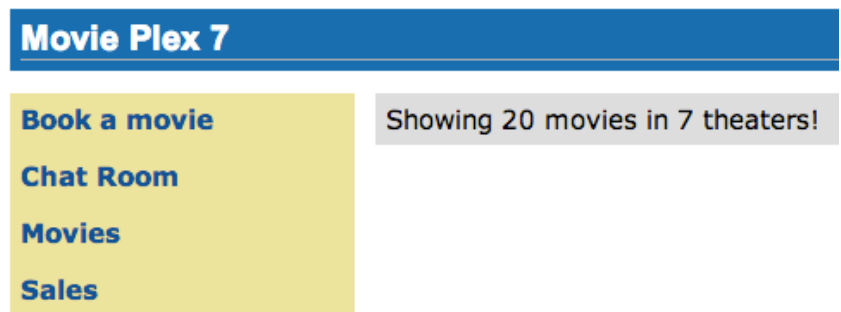 Movie Plex 7
Book a movie
Chat Room
Movies
Sales
Showing 20 movies in 7 theaters!